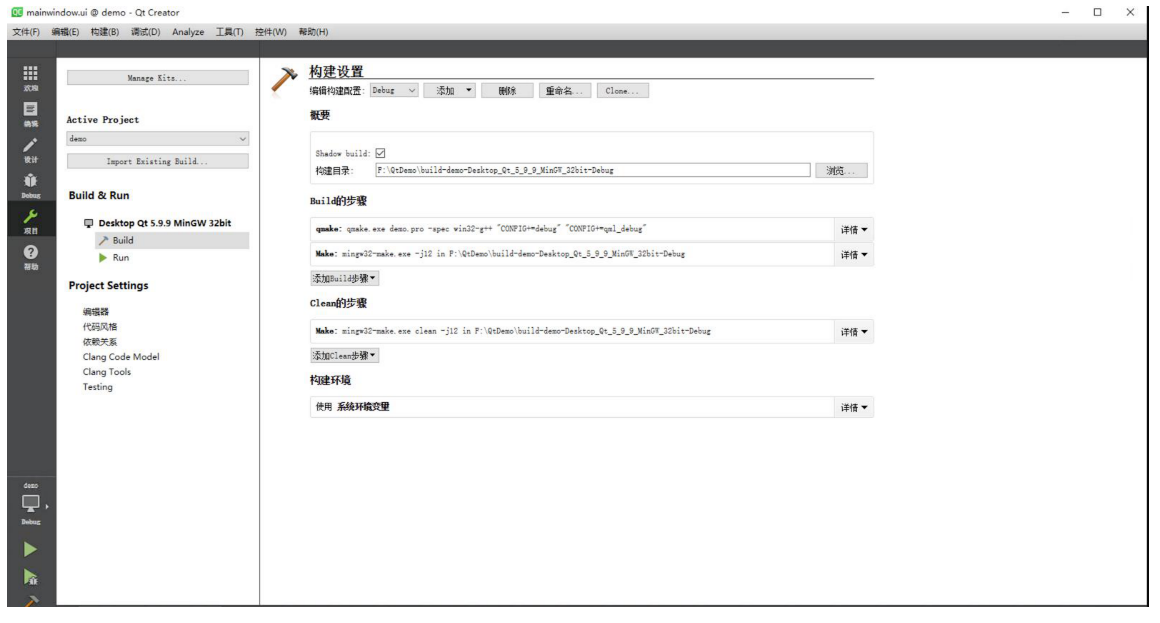 mainwindow.ui @ demo - Qt Creator
文件(F) 编辑(E) 构建(B) 调试(D) Analyze 工具(T) 控件(W) 帮助(H)
欢迎
编辑
设计
Debug
项目
帮助
demo
Debug
Manage Kits...
Active Project
demo
Import Existing Build...
Build & Run
Desktop Qt 5.9.9 MinGW 32bit
Build
Run
Project Settings
编辑器
代码风格
依赖关系
Clang Code Model
Clang Tools
Testing
构建设置
编辑构建配置: Debug 添加 删除 重命名... Clone...
概要
Shadow build:
构建目录: F:\QtDemo\build-demo-Desktop_Qt_5_9_9_MinGW_32bit-Debug 浏览...
Build的步骤
qmake: qmake.exe demo.pro -spec win32-g++ "CONFIG+=debug" "CONFIG+=qml_debug" 详情
Make: mingw32-make.exe -j12 in F:\QtDemo\build-demo-Desktop_Qt_5_9_9_MinGW_32bit-Debug 详情
添加Build步骤
Clean的步骤
Make: mingw32-make.exe clean -j12 in F:\QtDemo\build-demo-Desktop_Qt_5_9_9_MinGW_32bit-Debug 详情
添加Clean步骤
构建环境
使用 系统环境变量 详情